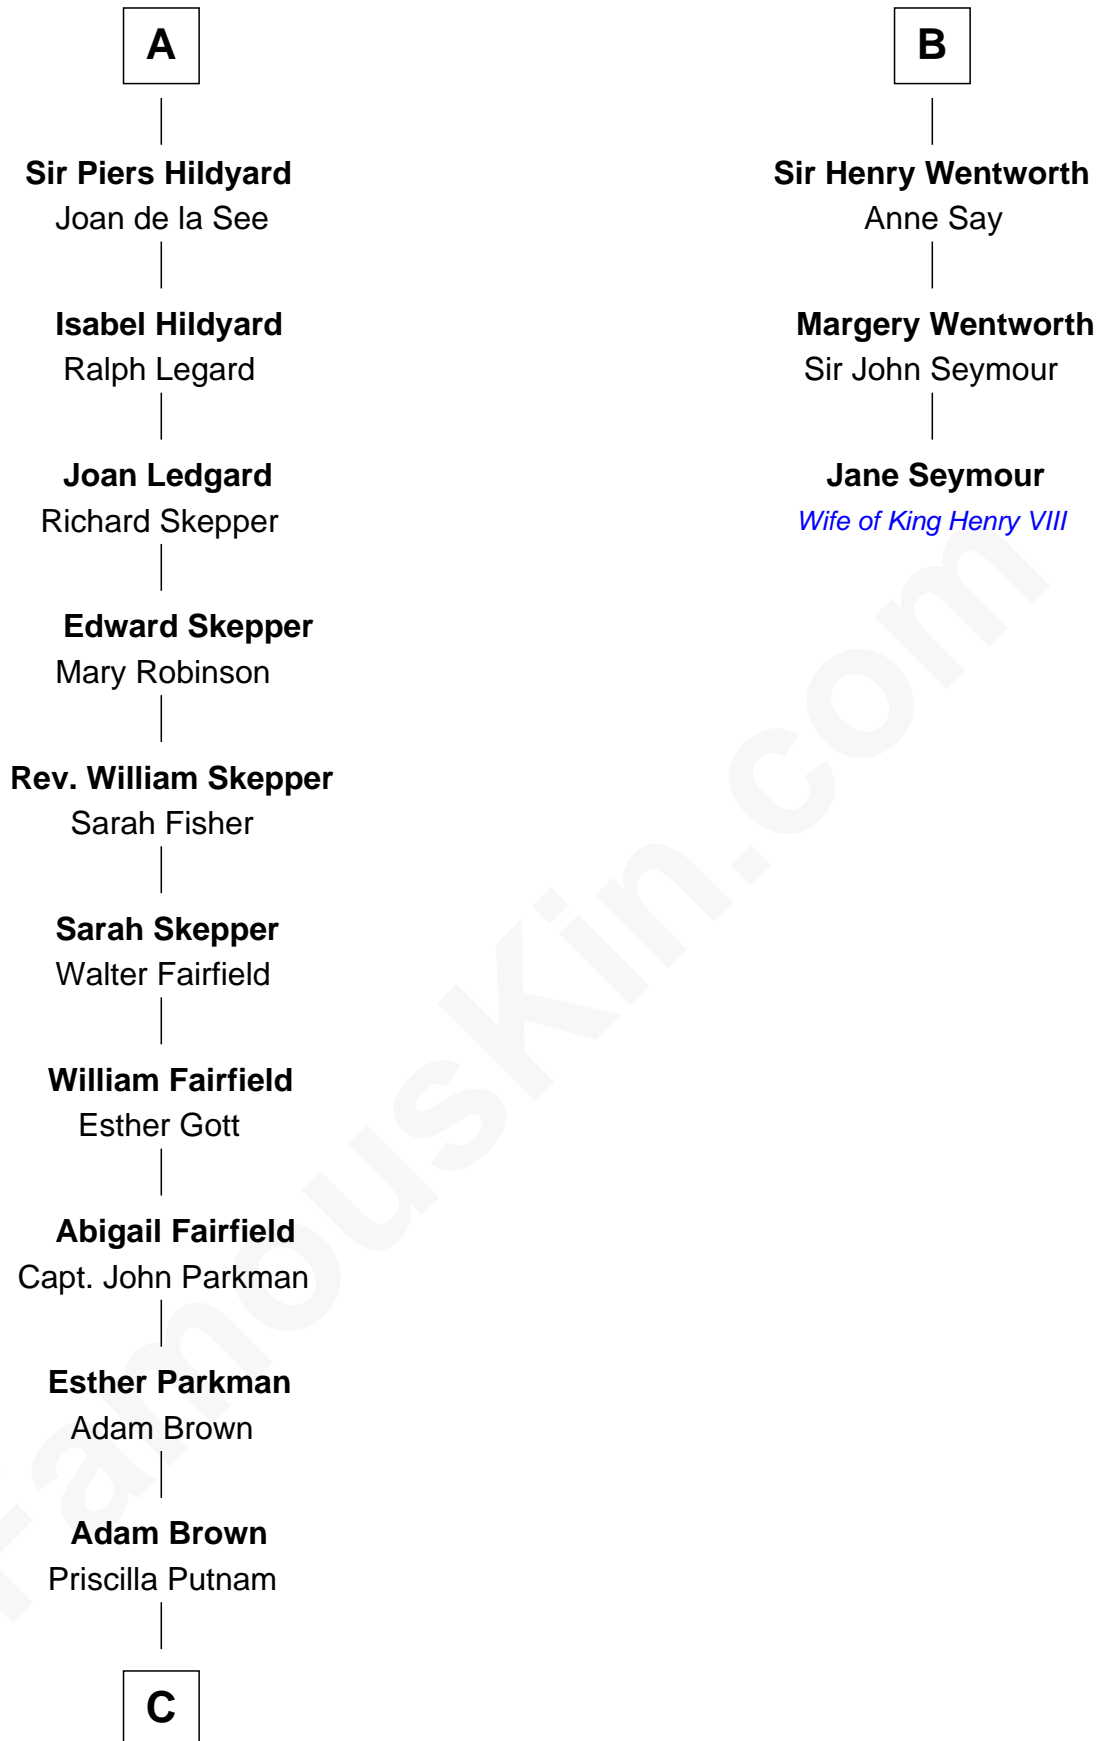 A
Sir Piers Hildyard
Joan de la See
Isabel Hildyard
Ralph Legard
Joan Ledgard
Richard Skepper
Edward Skepper
Mary Robinson
Rev. William Skepper
Sarah Fisher
Sarah Skepper
Walter Fairfield
William Fairfield
Esther Gott
Abigail Fairfield
Capt. John Parkman
Esther Parkman
Adam Brown
Adam Brown
Priscilla Putnam
C
B
Sir Henry Wentworth
Anne Say
Margery Wentworth
Sir John Seymour
Jane Seymour
Wife of King Henry VIII
FamousKin.com